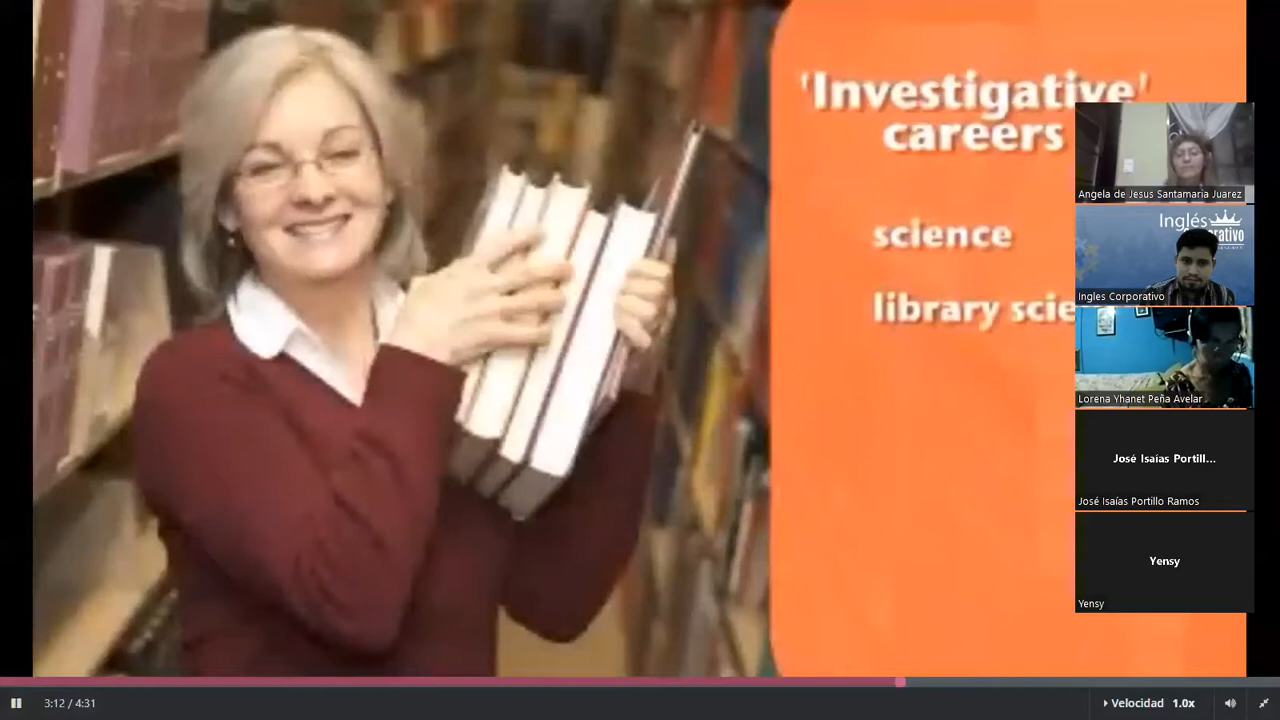 'Investigative'
careers
science
library
Angela de Jesus Santamaria Juarez
Inglés
Ingles Corporativo
Lorena Yhanet Peña Avelar
José Isaías Portill...
José Isaías Portillo Ramos
Yensy
Yensy
3:12 / 4:31
Velocidad 1.0x